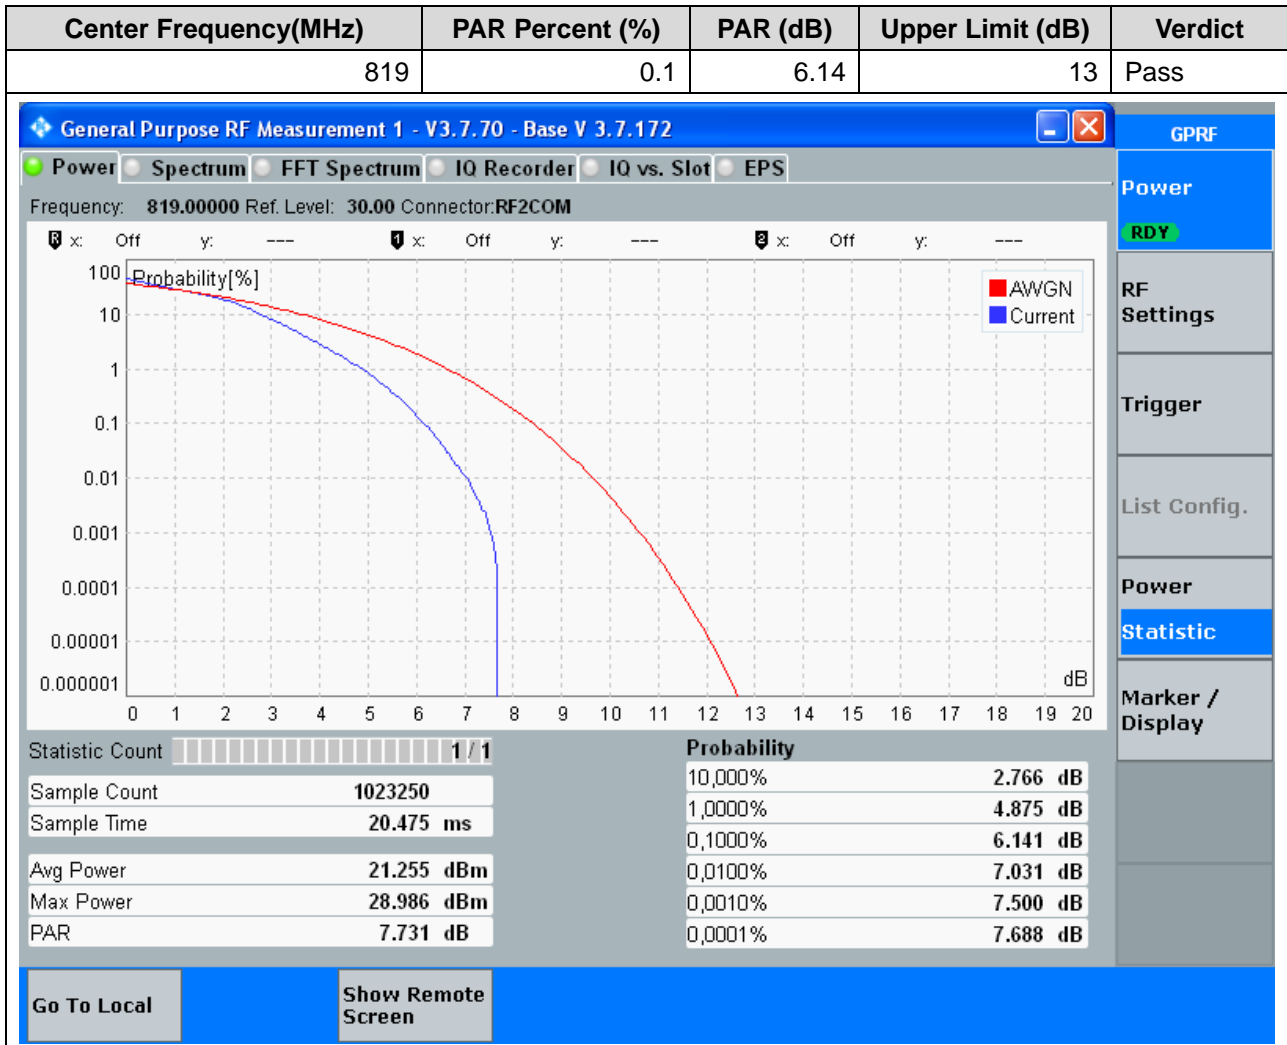 Center Frequency(MHz) PAR Percent (%) PAR (dB) Upper Limit (dB) Verdict
819 0.1 6.14 13 Pass
General Purpose RF Measurement 1 - V3.7.70 - Base V 3.7.172
GPRF
Power Spectrum FFT Spectrum IQ Recorder IQ vs. Slot EPS
Power
RDY
Frequency: 819.00000 Ref. Level: 30.00 Connector:RF2COM
R x: Off y: --- 1 x: Off y: --- 2 x: Off y: ---
Probability[%]
AWGN
Current
100
10
1
0.1
0.01
0.001
0.0001
0.00001
0.000001
dB
0 1 2 3 4 5 6 7 8 9 10 11 12 13 14 15 16 17 18 19 20
RF
Settings
Trigger
List Config.
Power
Statistic
Marker /
Display
Statistic Count 1 / 1
Sample Count 1023250
Sample Time 20.475 ms
Avg Power 21.255 dBm
Max Power 28.986 dBm
PAR 7.731 dB
Probability
10,000% 2.766 dB
1,0000% 4.875 dB
0,1000% 6.141 dB
0,0100% 7.031 dB
0,0010% 7.500 dB
0,0001% 7.688 dB
Go To Local
Show Remote
Screen